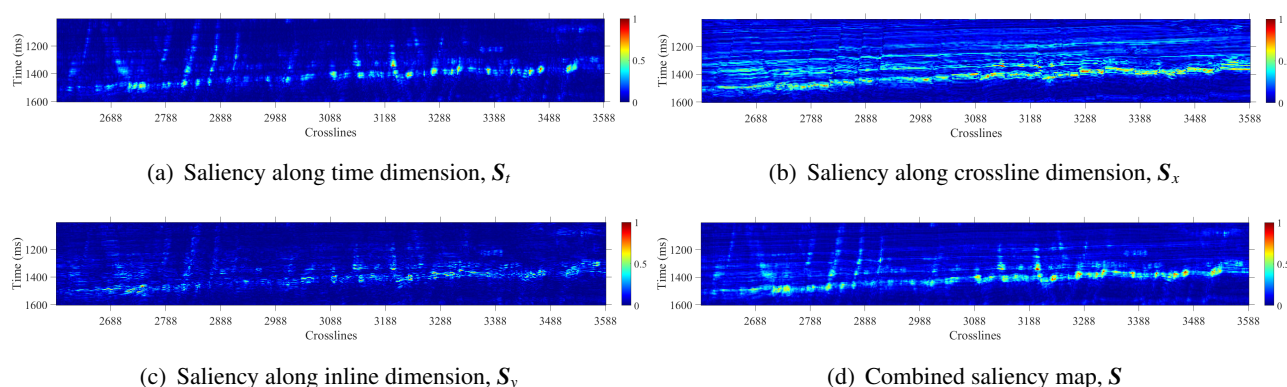 Time (ms)
1200
1400
1600
2688 2788 2888 2988 3088 3188 3288 3388 3488 3588
Crosslines
1
0.5
0
(a) Saliency along time dimension, S_t
Time (ms)
1200
1400
1600
2688 2788 2888 2988 3088 3188 3288 3388 3488 3588
Crosslines
1
0.5
0
(b) Saliency along crossline dimension, S_x
Time (ms)
1200
1400
1600
2688 2788 2888 2988 3088 3188 3288 3388 3488 3588
Crosslines
1
0.5
0
(c) Saliency along inline dimension, S_y
Time (ms)
1200
1400
1600
2688 2788 2888 2988 3088 3188 3288 3388 3488 3588
Crosslines
1
0.5
0
(d) Combined saliency map, S